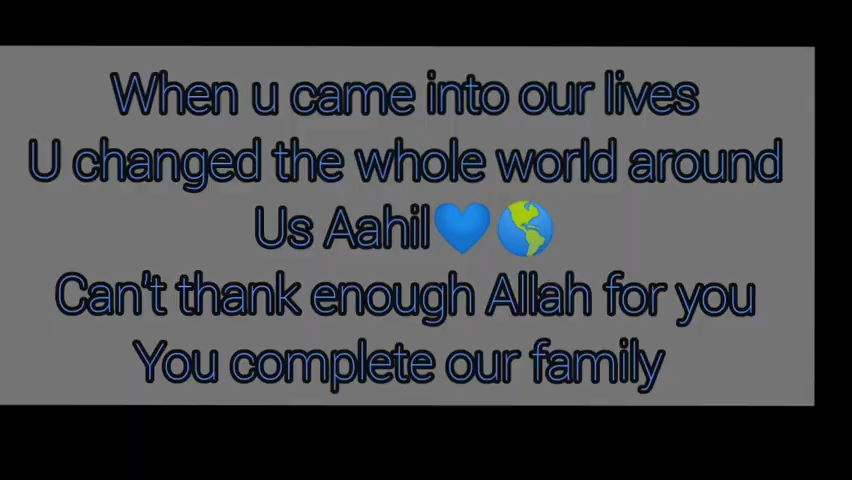 When u came into our lives
U changed the whole world around
Us Aahil💙🌎
Can't thank enough Allah for you
You complete our family